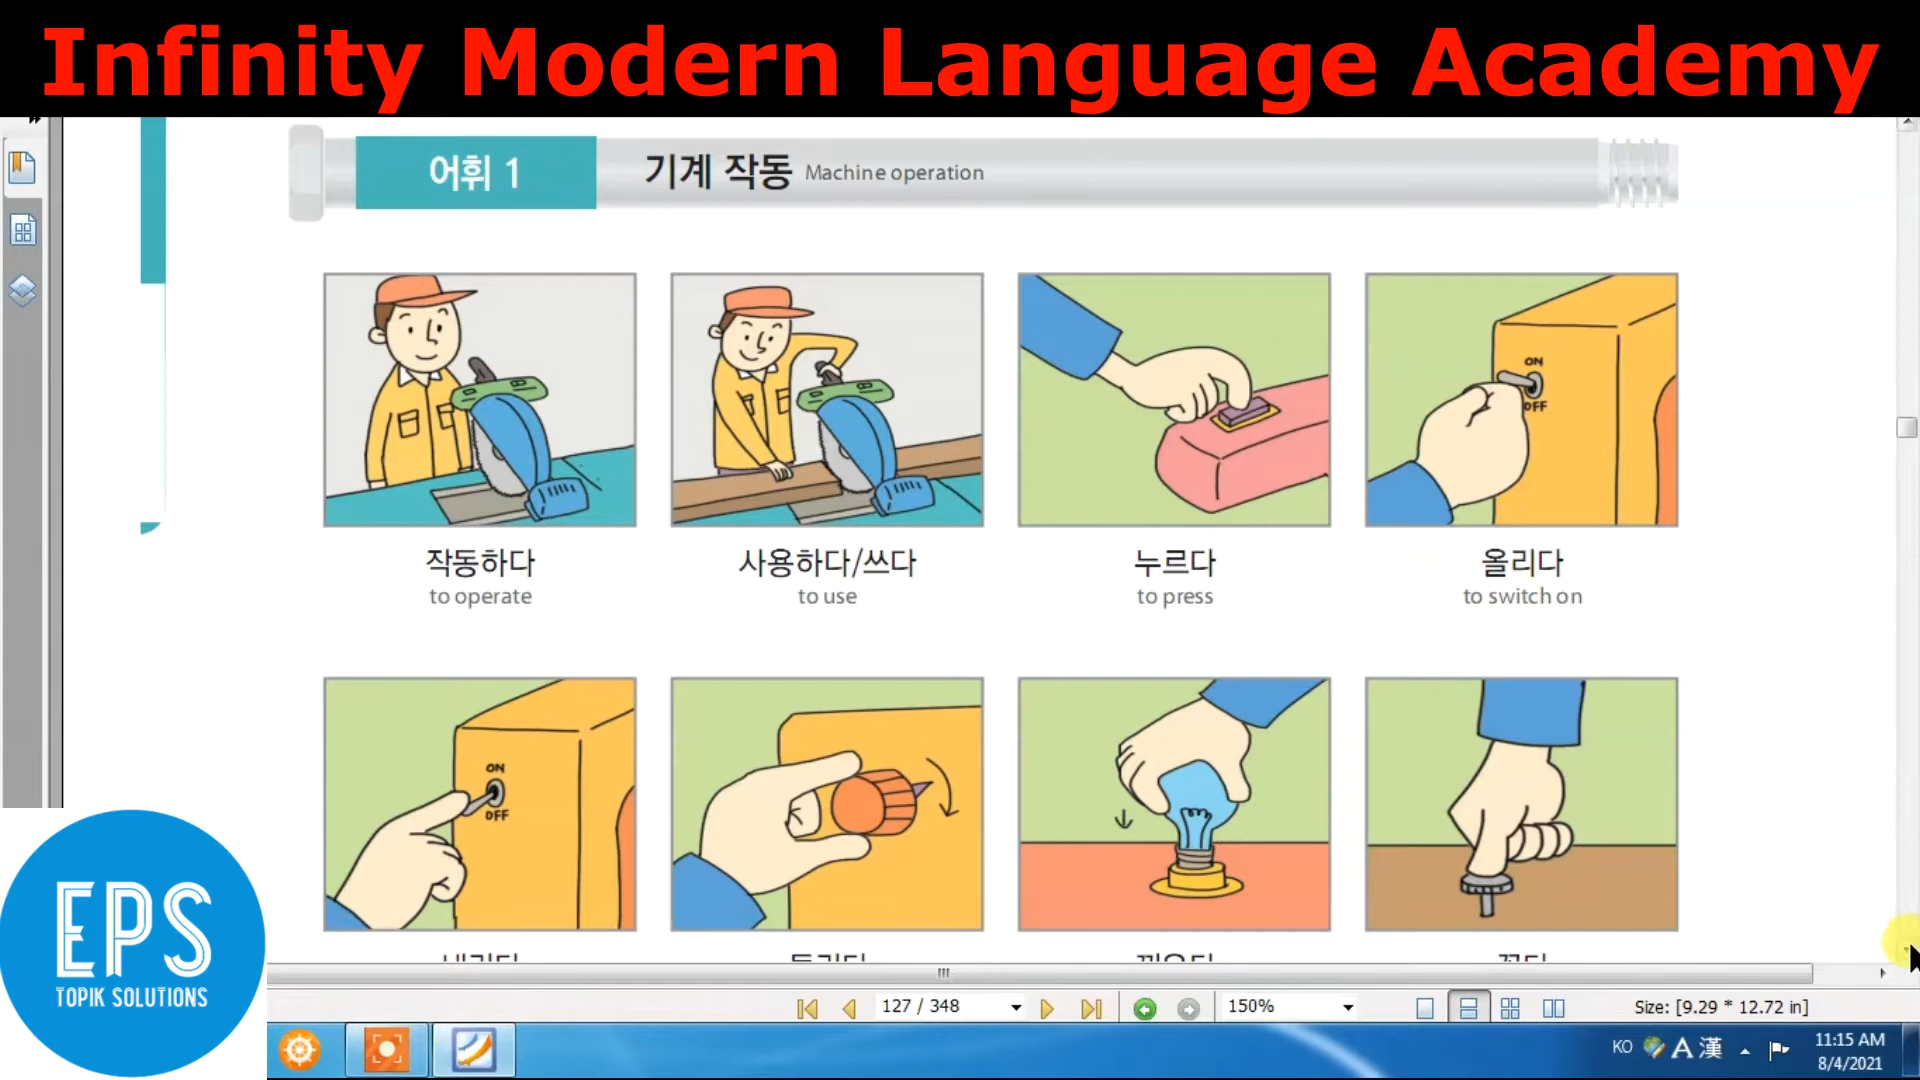 Infinity Modern Language Academy
어휘 1
기계 작동 Machine operation
ON
OFF
작동하다
to operate
사용하다/쓰다
to use
누르다
to press
올리다
to switch on
ON
OFF
EPS
TOPIK SOLUTIONS
127 / 348
150%
Size: [9.29 * 12.72 in]
KO
A 漢
11:15 AM
8/4/2021